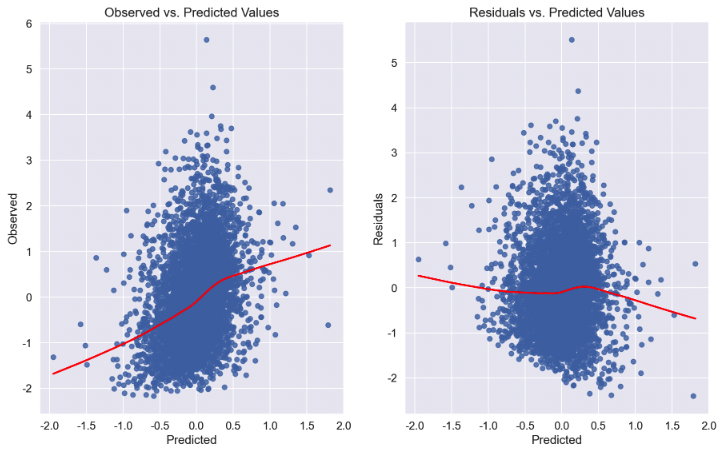 Observed vs. Predicted Values
6
5
4
3
2
1
0
-1
-2
Observed
-2.0 -1.5 -1.0 -0.5 0.0 0.5 1.0 1.5 2.0
Predicted
Residuals vs. Predicted Values
5
4
3
2
1
0
-1
-2
Residuals
-2.0 -1.5 -1.0 -0.5 0.0 0.5 1.0 1.5 2.0
Predicted